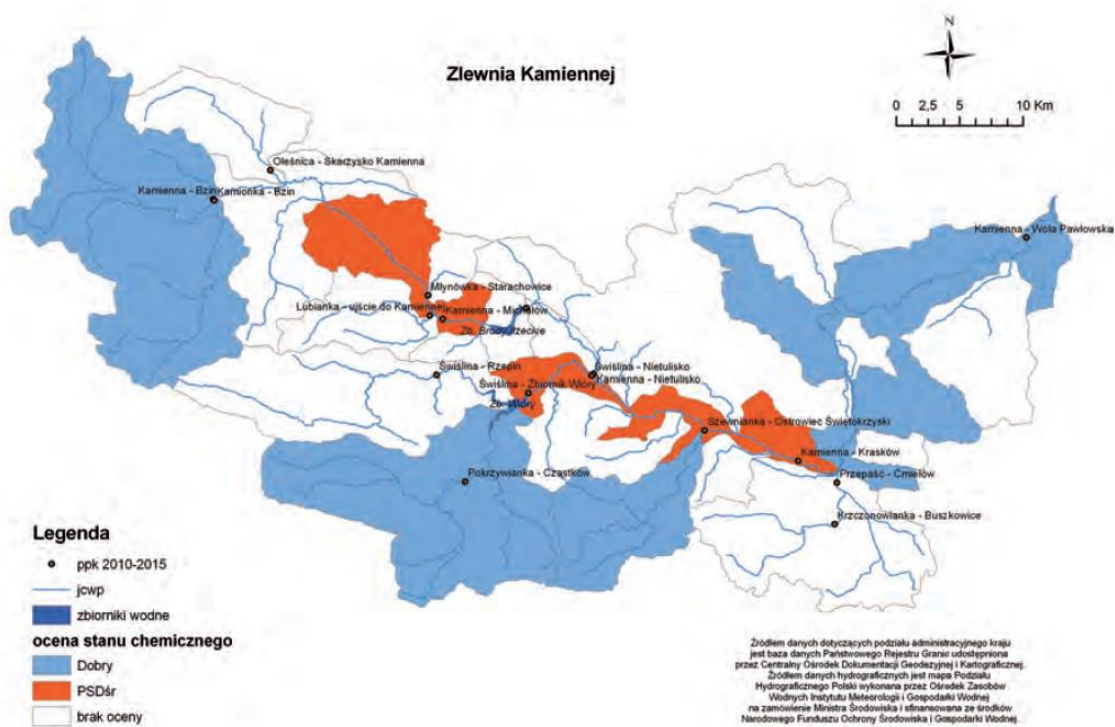 Zlewnia Kamiennej
N
0 2,5 5 10 Km
Oleśnica - Skarżysko Kamienna
Kamienna - Bzin
Kamionka - Bzin
Kamienna - Wola Pawłowska
Młynówka - Starachowice
Lubianka - ujście do Kamiennej
Kamienna - Michałów
Zb. Brody Iłżeckie
Świślina - Rzepin
Świślina - Nietulisko
Kamienna - Nietulisko
Świślina - Zbiornik Wióry
Zb. Wióry
Szewnianka - Ostrowiec Świętokrzyski
Kamienna - Krasków
Pokrzywianka - Cząstków
Przepaść - Ćmielów
Krzczonowianka - Buszkowice
Legenda
ppk 2010-2015
jcwp
zbiorniki wodne
ocena stanu chemicznego
Dobry
PSDśr
brak oceny
Źródłem danych dotyczących podziału administracyjnego kraju
jest baza danych Państwowego Rejestru Granic udostępniona
przez Centralny Ośrodek Dokumentacji Geodezyjnej i Kartograficznej.
Źródłem danych hydrograficznych jest mapa Podziału
Hydrograficznego Polski wykonana przez Ośrodek Zasobów
Wodnych Instytutu Meteorologii i Gospodarki Wodnej
na zamówienie Ministra Środowiska i sfinansowana ze środków
Narodowego Funduszu Ochrony Środowiska i Gospodarki Wodnej.